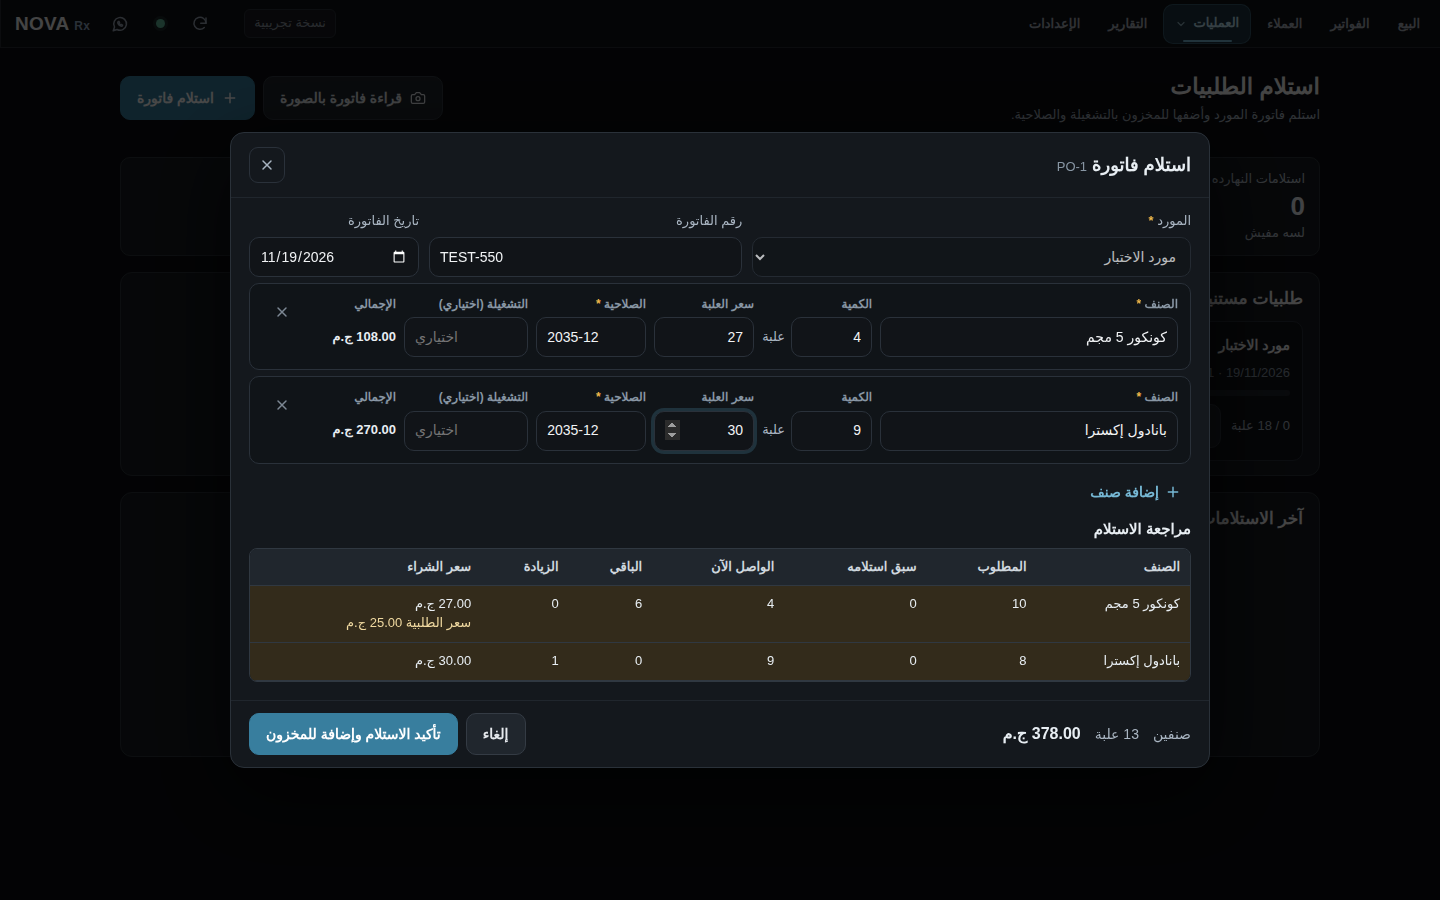 البيع
الفواتير
العملاء
العمليات
التقارير
الإعدادات
نسخة تجريبية
NOVA Rx
استلام الطلبيات
استلم فاتورة المورد وأضفها للمخزون بالتشغيلة والصلاحية.
قراءة فاتورة بالصورة
استلام فاتورة
استلامات النهارده
0
لسه مفيش
مورد الاختبار
19/11/2026
0 / 18 علبة
استلام فاتورة PO-1
المورد *
رقم الفاتورة
تاريخ الفاتورة
مورد الاختبار
TEST-550
11/19/2026
الصنف *
الكمية
سعر العلبة
الصلاحية *
التشغيلة (اختياري)
الإجمالي
كونكور 5 مجم
4
علبة
27
2035-12
اختياري
108.00 ج.م
الصنف *
الكمية
سعر العلبة
الصلاحية *
التشغيلة (اختياري)
الإجمالي
بانادول إكسترا
9
علبة
30
2035-12
اختياري
270.00 ج.م
إضافة صنف
مراجعة الاستلام
الصنف المطلوب سبق استلامه الواصل الآن الباقي الزيادة سعر الشراء
كونكور 5 مجم 10 0 4 6 0 27.00 ج.م
سعر الطلبية 25.00 ج.م
بانادول إكسترا 8 0 9 0 1 30.00 ج.م
صنفين 13 علبة 378.00 ج.م
إلغاء
تأكيد الاستلام وإضافة للمخزون
طلبيات
آخر